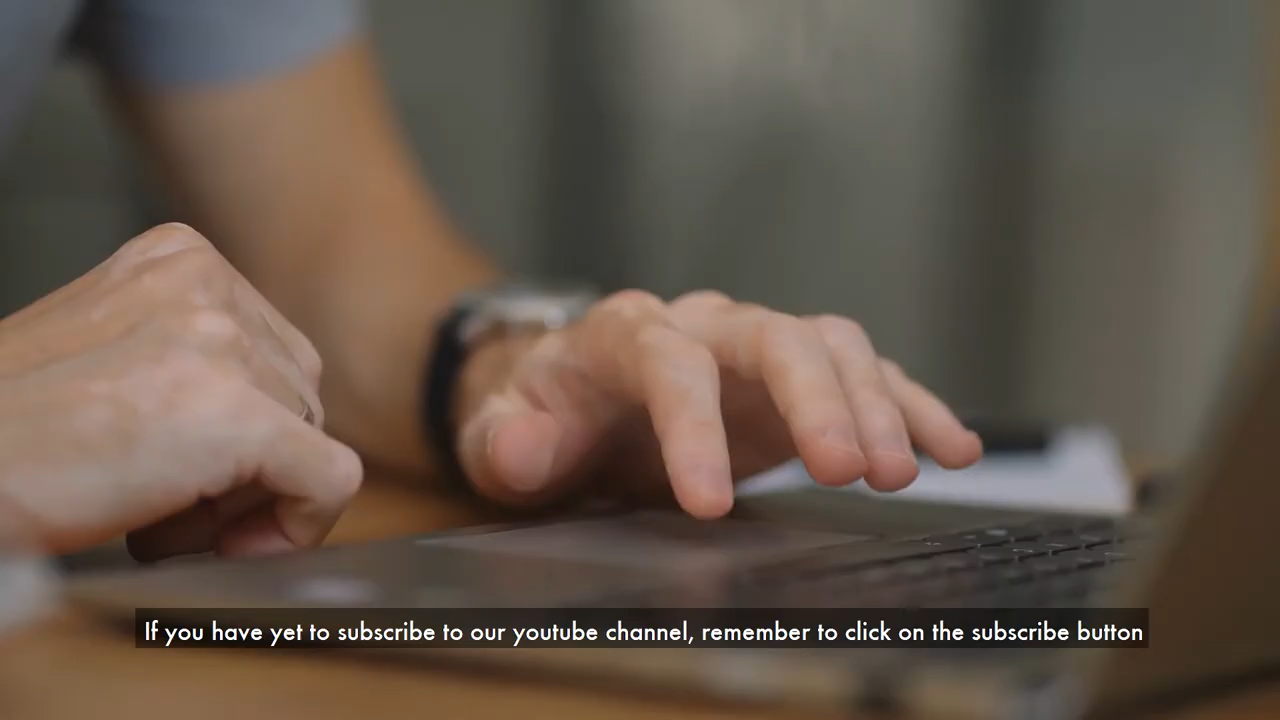 If you have yet to subscribe to our youtube channel, remember to click on the subscribe button